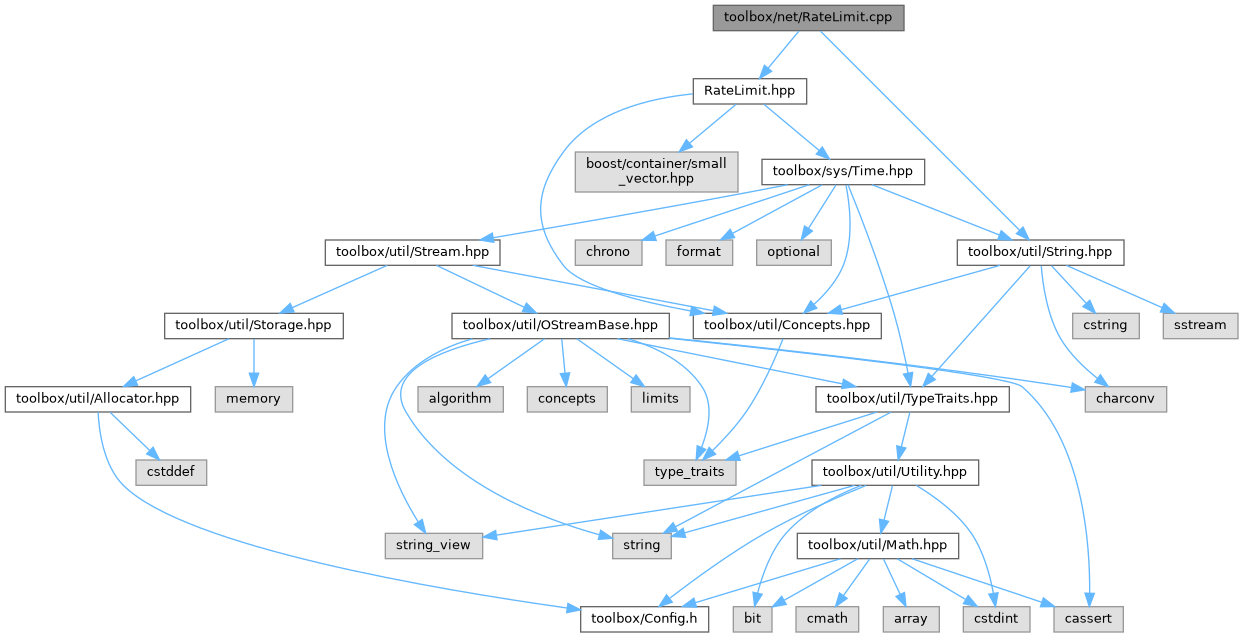 toolbox/net/RateLimit.cpp
RateLimit.hpp
boost/container/small
_vector.hpp
toolbox/sys/Time.hpp
toolbox/util/Stream.hpp
chrono
format
optional
toolbox/util/String.hpp
toolbox/util/Storage.hpp
toolbox/util/OStreamBase.hpp
toolbox/util/Concepts.hpp
cstring
sstream
toolbox/util/Allocator.hpp
memory
algorithm
concepts
limits
toolbox/util/TypeTraits.hpp
charconv
cstddef
type_traits
toolbox/util/Utility.hpp
string_view
string
toolbox/util/Math.hpp
toolbox/Config.h
bit
cmath
array
cstdint
cassert